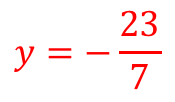 y = − 23/7